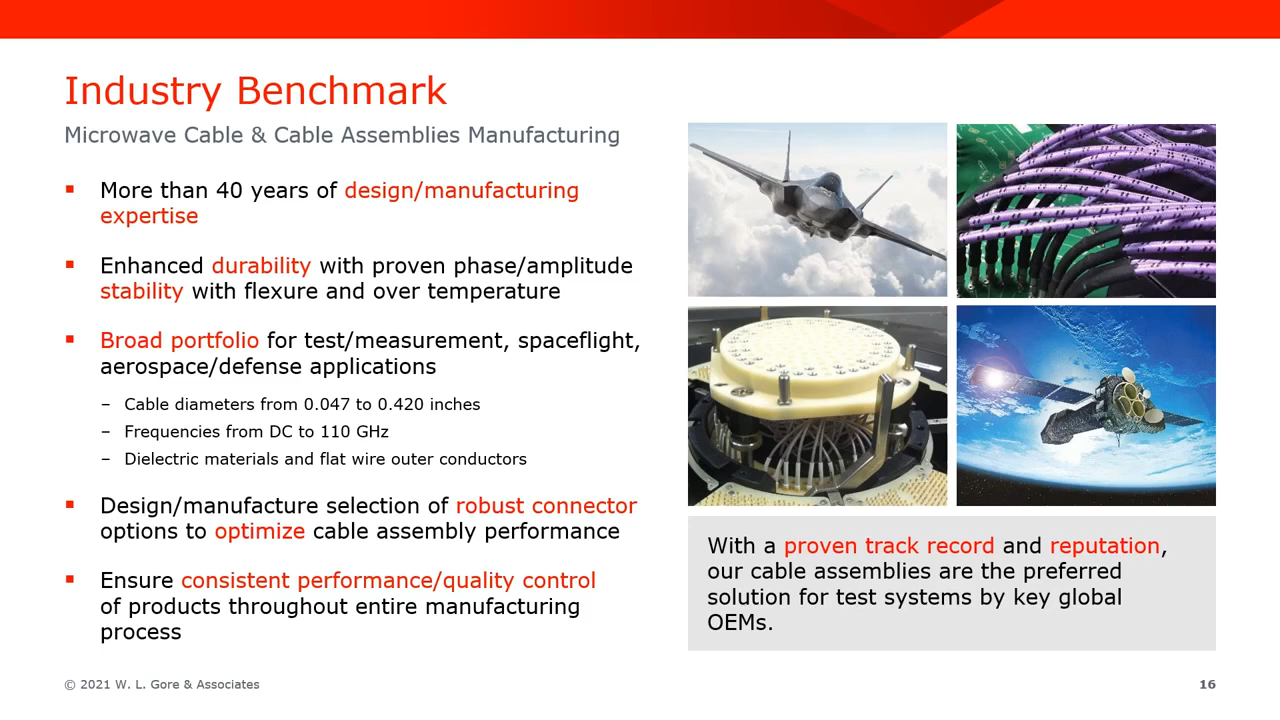 Industry Benchmark
Microwave Cable & Cable Assemblies Manufacturing
▪ More than 40 years of design/manufacturing
expertise
▪ Enhanced durability with proven phase/amplitude
stability with flexure and over temperature
▪ Broad portfolio for test/measurement, spaceflight,
aerospace/defense applications
– Cable diameters from 0.047 to 0.420 inches
– Frequencies from DC to 110 GHz
– Dielectric materials and flat wire outer conductors
▪ Design/manufacture selection of robust connector
options to optimize cable assembly performance
▪ Ensure consistent performance/quality control
of products throughout entire manufacturing
process
With a proven track record and reputation,
our cable assemblies are the preferred
solution for test systems by key global
OEMs.
© 2021 W. L. Gore & Associates
16